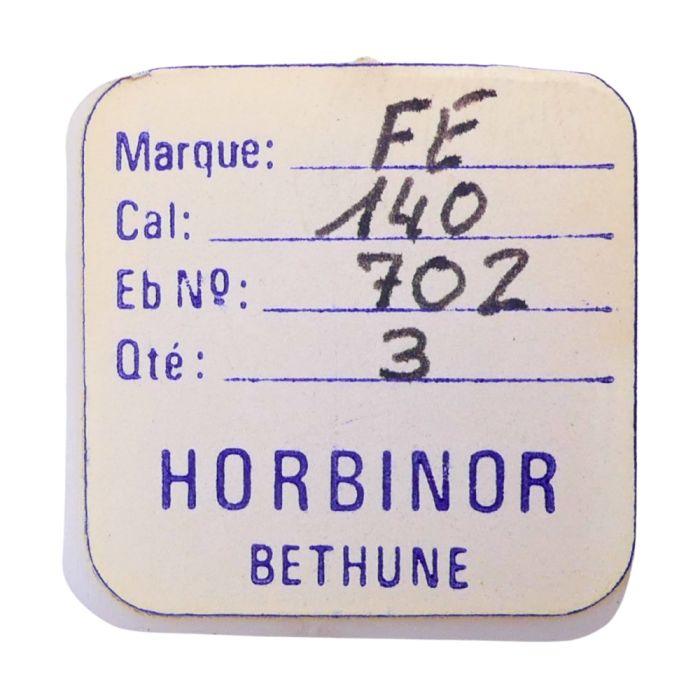 Marque: FE
Cal: 140
Eb Nº: 702
Qté: 3
HORBINOR
BETHUNE